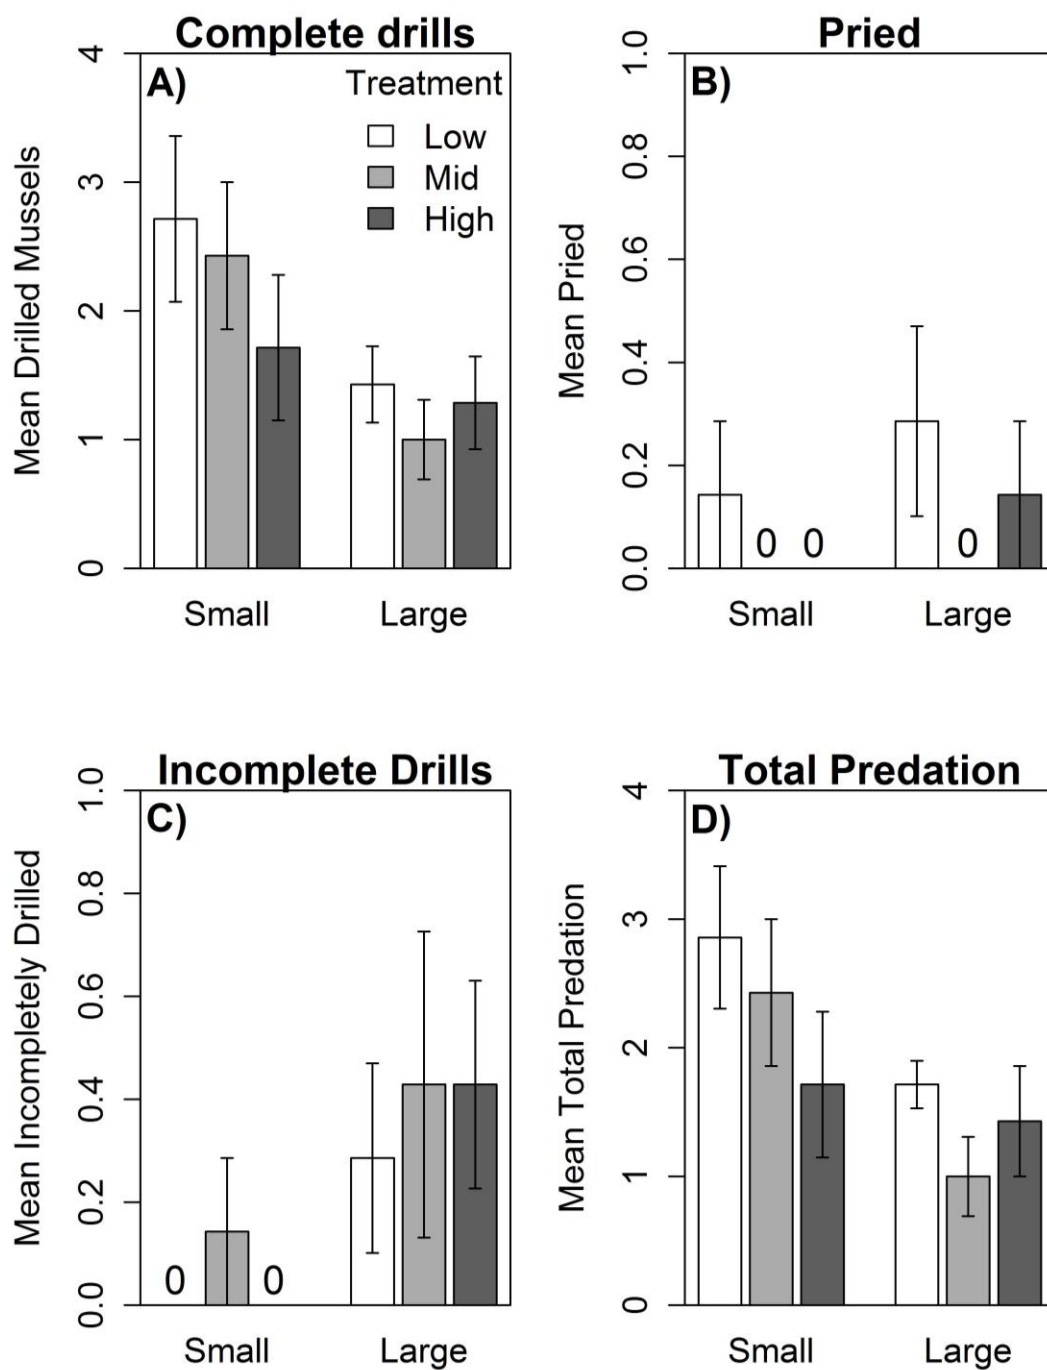 Complete drills
A)
Treatment
Low
Mid
High
Mean Drilled Mussels
4
3
2
1
0
Small Large
Pried
B)
Mean Pried
1.0
0.8
0.6
0.4
0.2
0.0
0 0 0
Small Large
Incomplete Drills
C)
Mean Incompletely Drilled
1.0
0.8
0.6
0.4
0.2
0.0
0 0
Small Large
Total Predation
D)
Mean Total Predation
4
3
2
1
0
Small Large